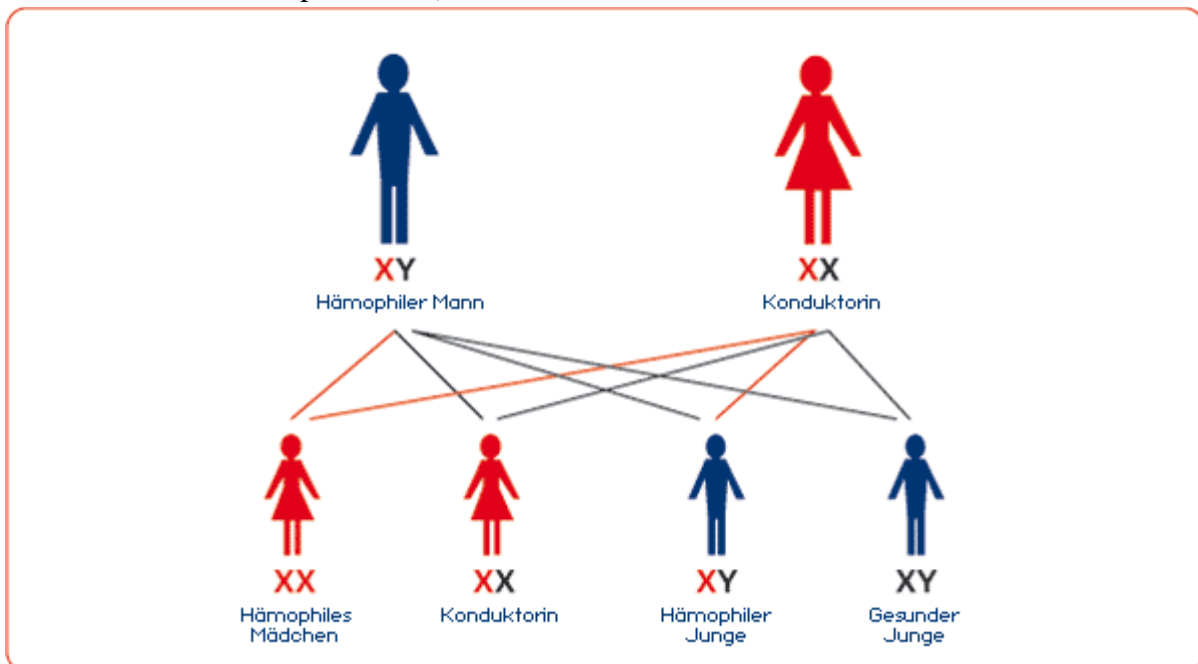 XY
XX
Hämophiler Mann
Konduktorin
XX
XX
XY
XY
Hämophiles
Mädchen
Konduktorin
Hämophiler
Junge
Gesunder
Junge